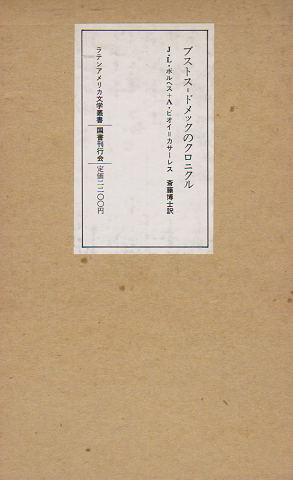 ブストス=ドメックのクロニクル
J・L・ボルヘス+A・ビオイ=カサーレス 斎藤博士訳
ラテンアメリカ文学叢書 国書刊行会 定価二二〇〇円